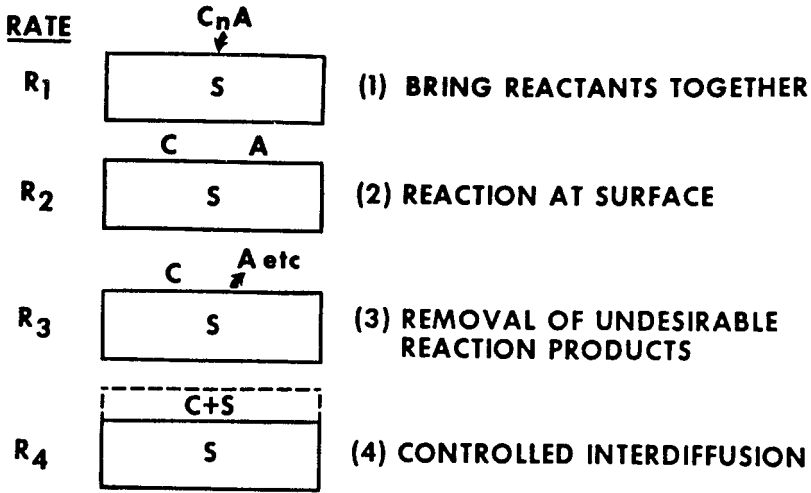 RATE
CnA
R1
S
(1) BRING REACTANTS TOGETHER
C A
R2
S
(2) REACTION AT SURFACE
C
A etc
R3
S
(3) REMOVAL OF UNDESIRABLE
REACTION PRODUCTS
C+S
R4
S
(4) CONTROLLED INTERDIFFUSION